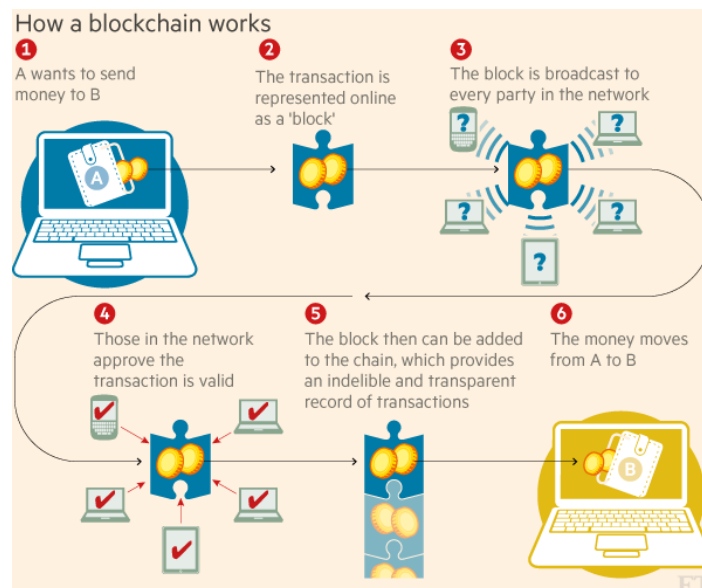 How a blockchain works
1
A wants to send
money to B
2
The transaction is
represented online
as a 'block'
3
The block is broadcast to
every party in the network
A
?
?
?
?
?
4
Those in the network
approve the
transaction is valid
5
The block then can be added
to the chain, which provides
an indelible and transparent
record of transactions
6
The money moves
from A to B
B